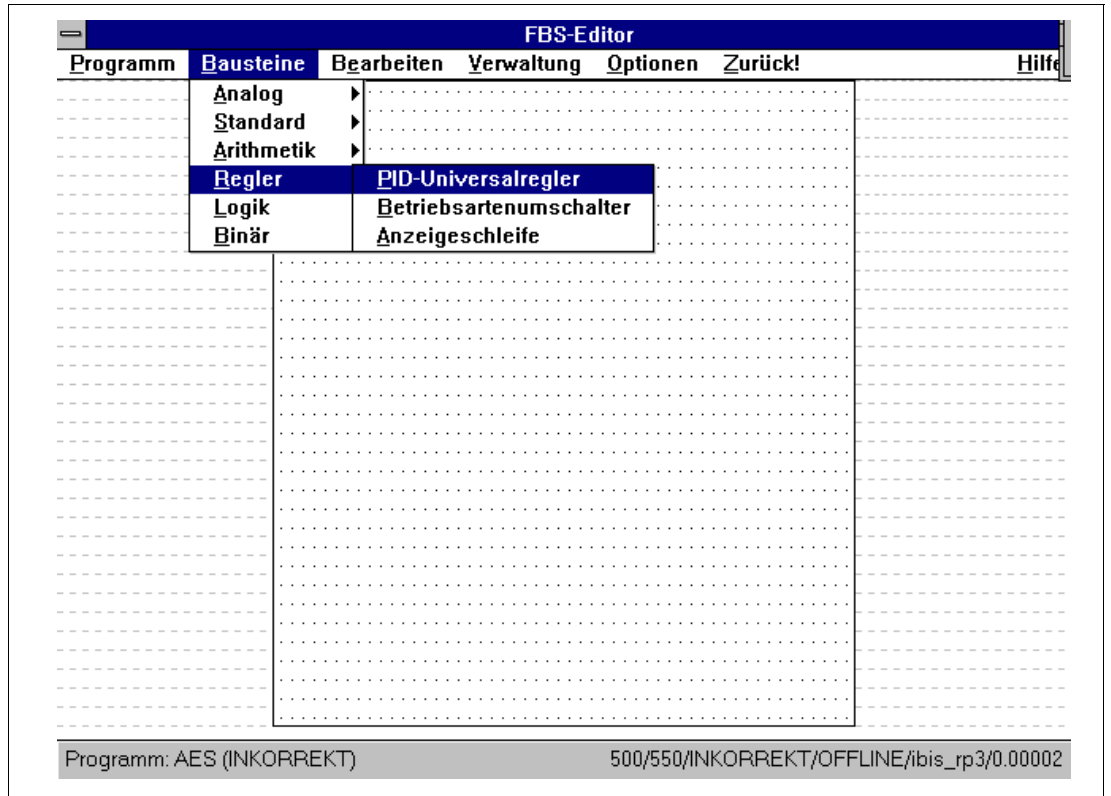 FBS-Editor
Programm Bausteine Bearbeiten Verwaltung Optionen Zurück! Hilfe
Analog
Standard
Arithmetik
Regler
Logik
Binär
PID-Universalregler
Betriebsartenumschalter
Anzeigeschleife
Programm: AES (INKORREKT) 500/550/INKORREKT/OFFLINE/ibis_rp3/0.00002